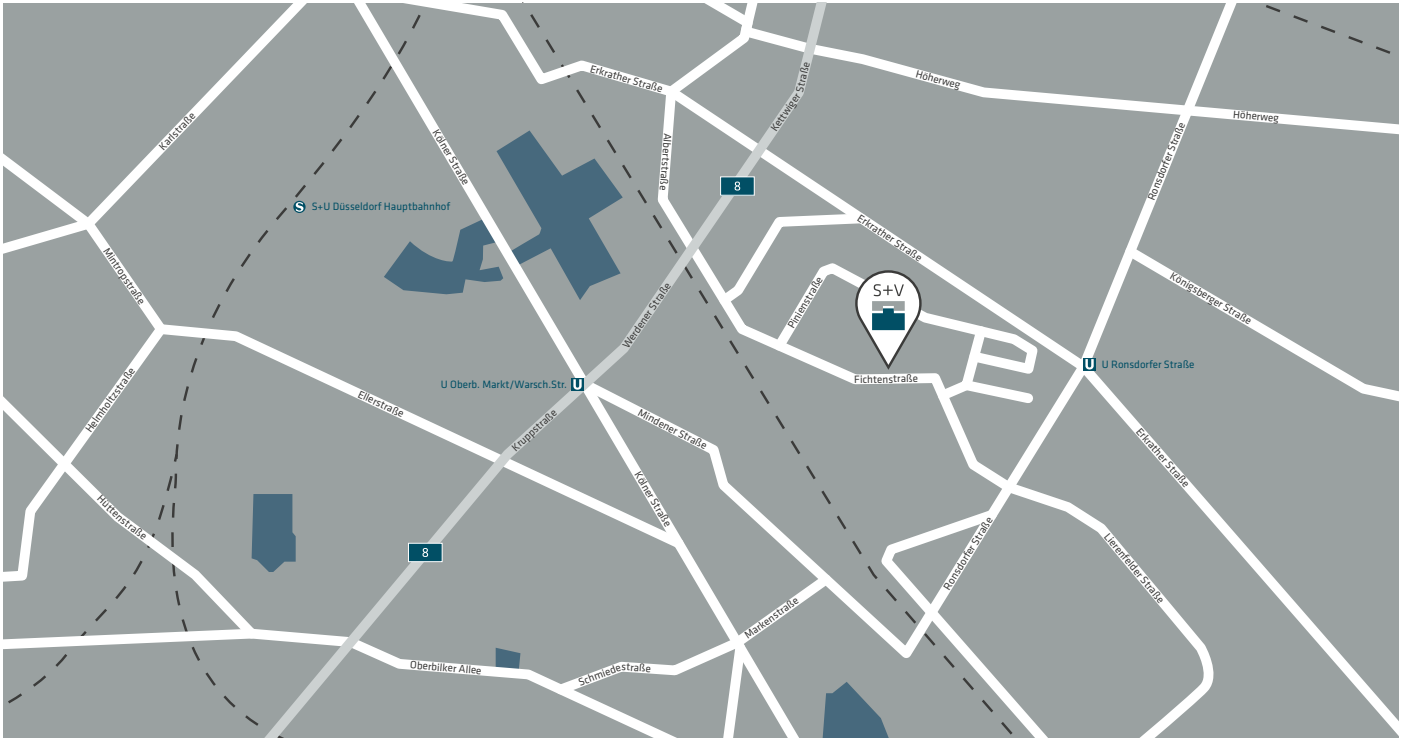 Erkrather Straße
Kettwiger Straße
Höherweg
Höherweg
Karlstraße
Kölner Straße
Albertstraße
Ronsdorfer Straße
8
S+U Düsseldorf Hauptbahnhof
Erkrather Straße
Mintropstraße
Pinienstraße
S+V
Königsberger Straße
Werdener Straße
U Ronsdorfer Straße
U
S
Fichtenstraße
U Oberb. Markt/Warsch.Str.
U
Helmholtzstraße
Ellerstraße
Kruppstraße
Mindener Straße
Erkrather Straße
Kölner Straße
Hüttenstraße
8
Ronsdorfer Straße
Lierenfelder Straße
Markenstraße
Oberbilker Allee
Schmiedestraße